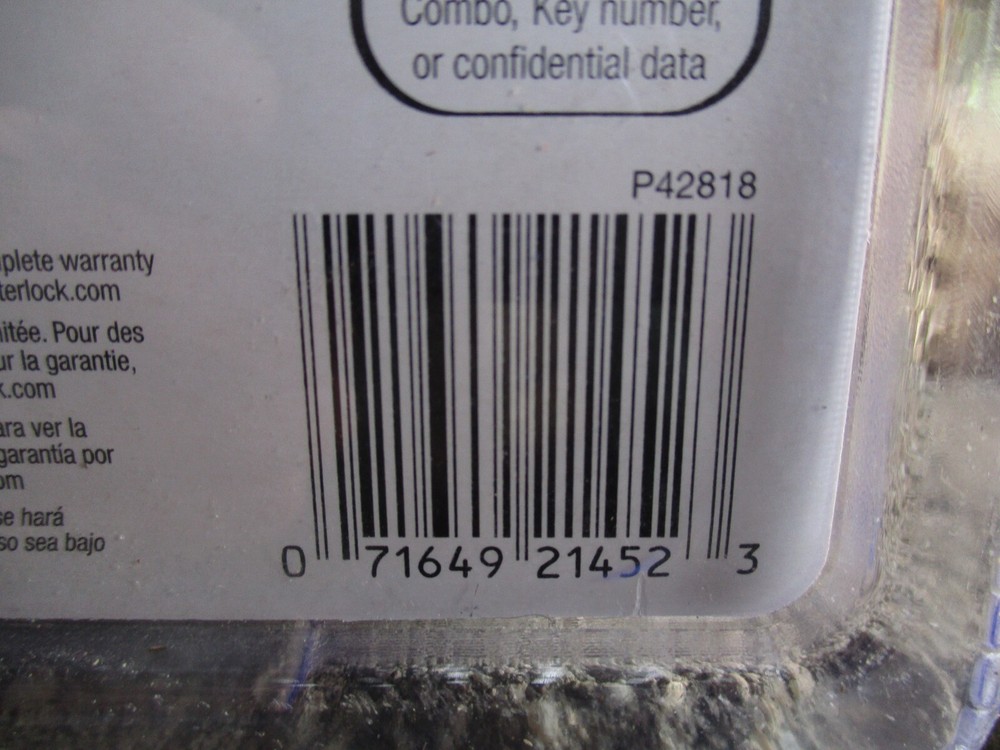 Combo, Key number,
or confidential data
P42818
plete warranty
terlock.com
itée. Pour des
ur la garantie,
k.com
ara ver la
garantía por
om
se hará
so sea bajo
0 71649 21452 3